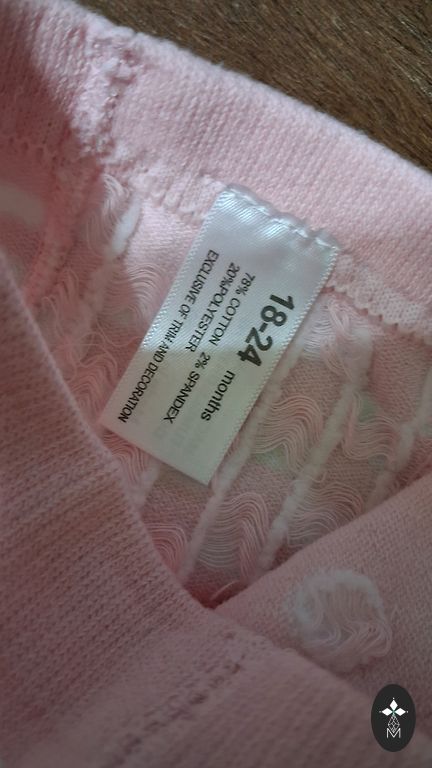 18-24 months
78% COTTON
20%POLYESTER 2% SPANDEX
EXCLUSIVE OF TRIM AND DECORATION
M